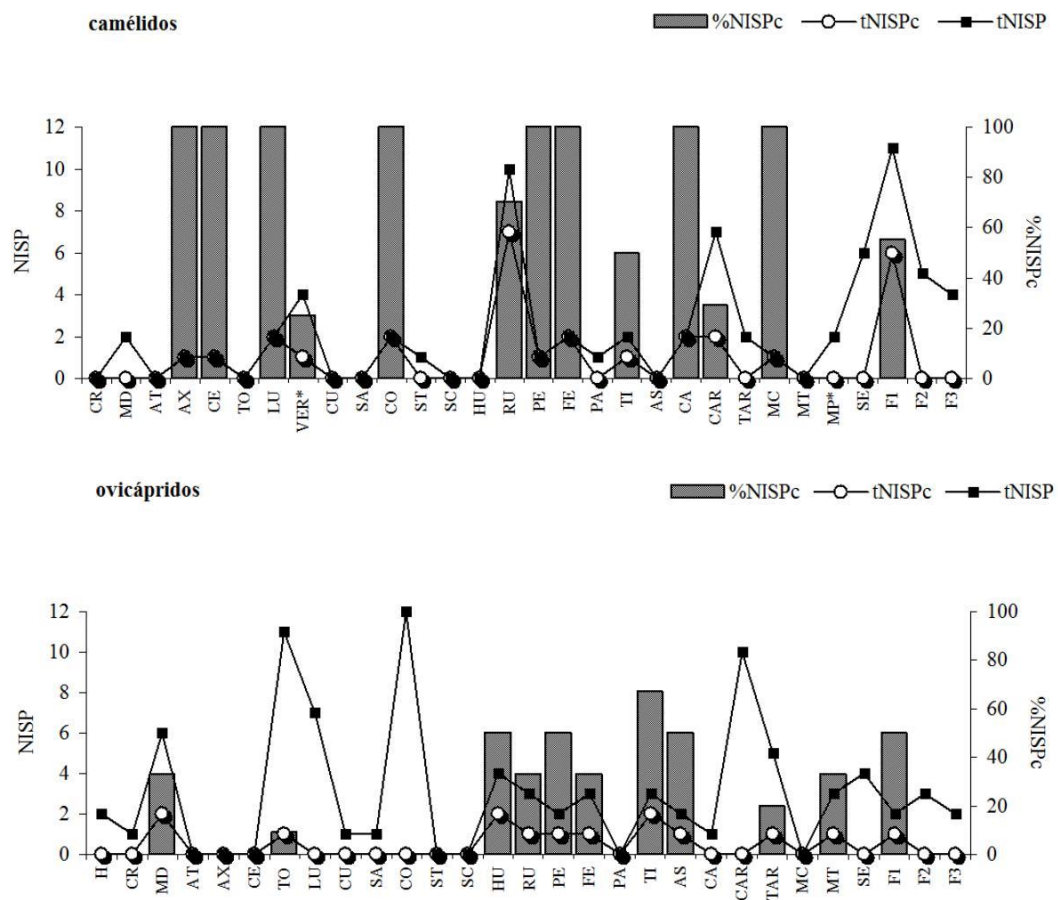 camélidos
%NISPc tNISPc tNISP
12 100
10 80
8 60
6 40
4 20
2 0
0
NISP
%NISPc
CR MD AT AX CE TO LU VER* CU SA CO ST SC HU RU PE FE PA TI AS CA CAR TAR MC MT MP* SE F1 F2 F3
ovicápridos
%NISPc tNISPc tNISP
12 100
10 80
8 60
6 40
4 20
2 0
0
NISP
%NISPc
H CR MD AT AX CE TO LU CU SA CO ST SC HU RU PE FE PA TI AS CA CAR TAR MC MT SE F1 F2 F3